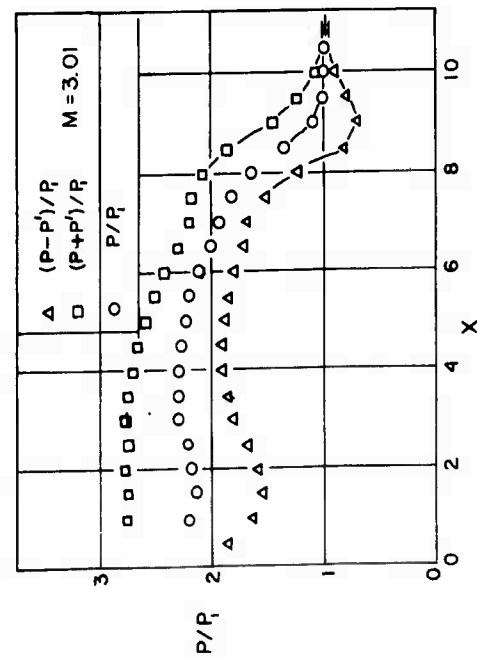 △ (P-P')/P₁
□ (P+P')/P₁ M=3.01
○ P/P₁
P/P₁
3
2
1
0
0 2 4 6 8 10
X